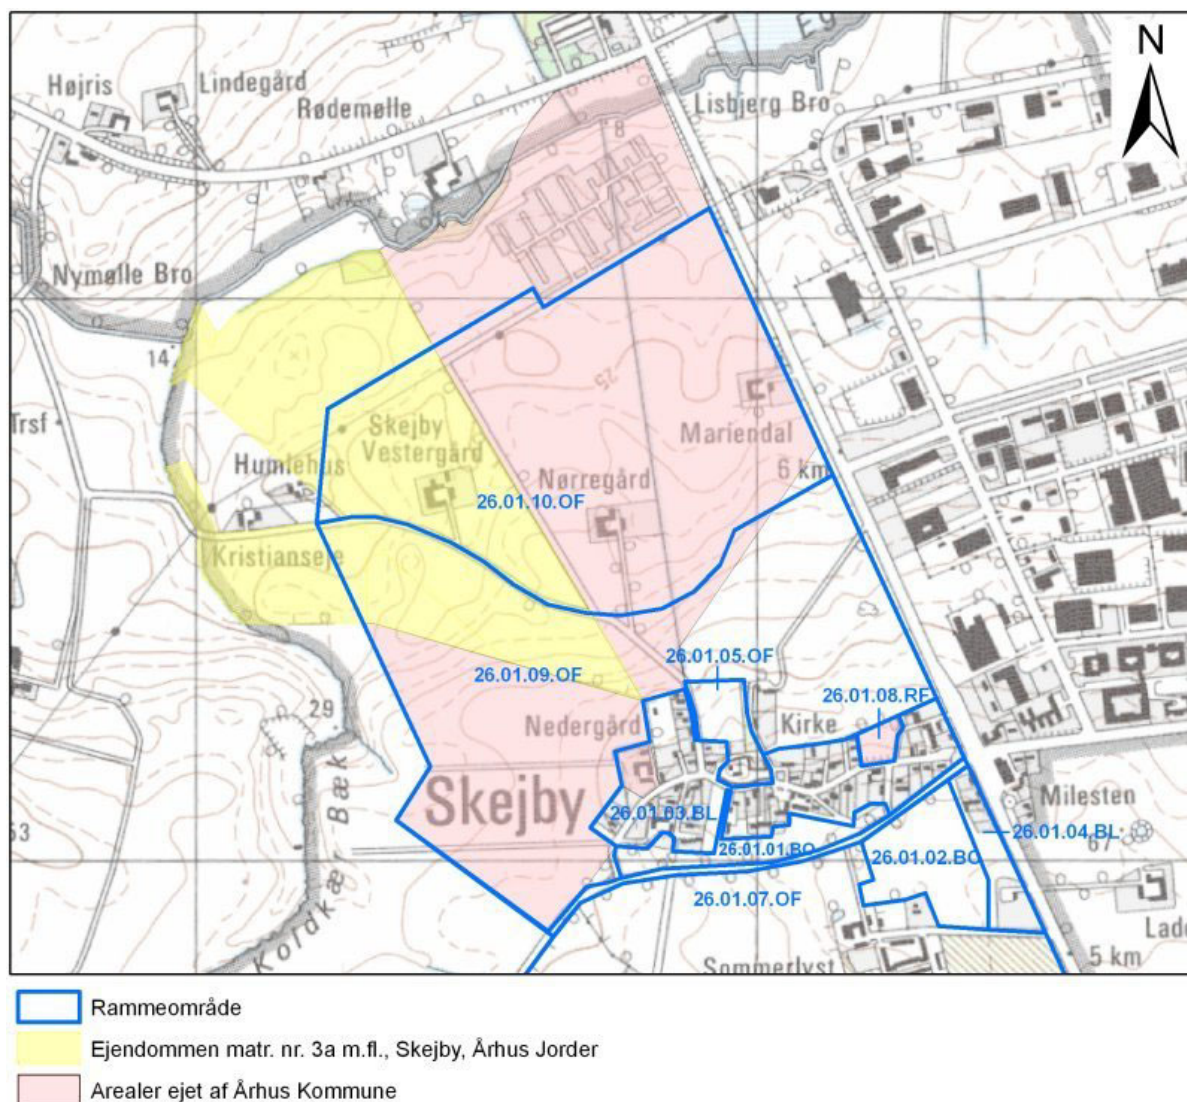 N
Eg
Højris
Lindegård
Rødemølle
Lisbjerg Bro
8
Nymølle Bro
14
25
Trsf
Skejby
Vestergård
Mariendal
Humlehus
Nørregård
6 km
26.01.10.OF
Kristianseje
26.01.05.OF
26.01.09.OF
26.01.08.RF
29
Nedergård
Kirke
Skejby
Milesten
53
26.01.03.BL
26.01.04.BL
67
26.01.01.BO
26.01.02.BO
26.01.07.OF
Koldkær Bæk
Lade
Sommerlyst
5 km
Rammeområde
Ejendommen matr. nr. 3a m.fl., Skejby, Århus Jorder
Arealer ejet af Århus Kommune